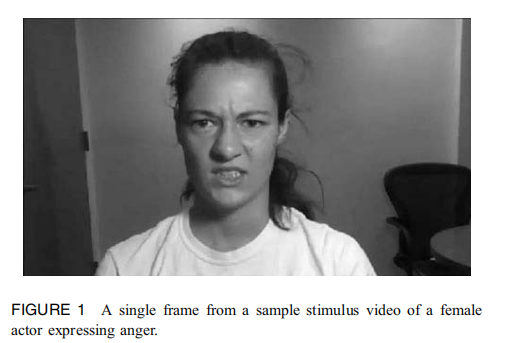 FIGURE 1 A single frame from a sample stimulus video of a female
actor expressing anger.